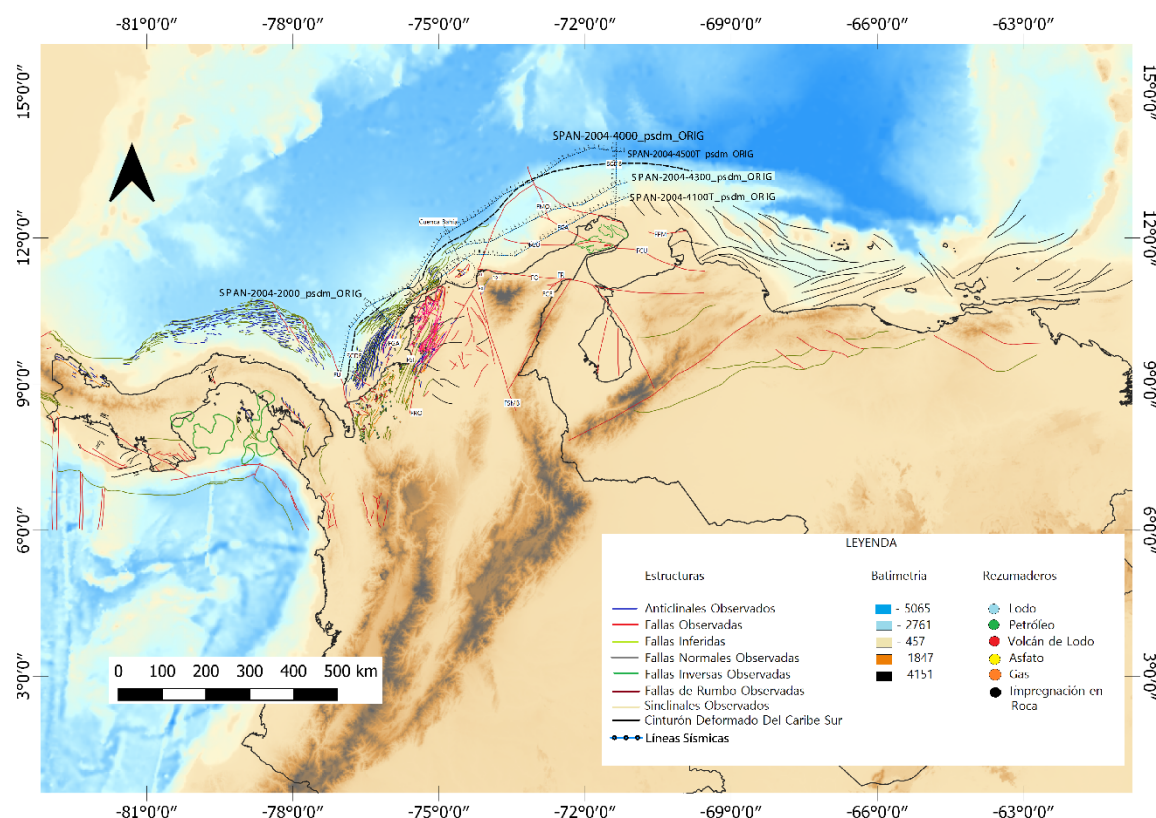 -81°0′0″ -78°0′0″ -75°0′0″ -72°0′0″ -69°0′0″ -66°0′0″ -63°0′0″
15°0′0″ 15°0′0″
SPAN-2004-4000_psdm_ORIG
SPAN-2004-4500T_psdm_ORIG
SPAN-2004-4300_psdm_ORIG
SPAN-2004-4100T_psdm_ORIG
FMO
12°0′0″ 12°0′0″
FCU
SPAN-2004-2000_psdm_ORIG
9°0′0″ 9°0′0″
FSMB
6°0′0″ 6°0′0″
3°0′0″ 3°0′0″
0 100 200 300 400 500 km
LEYENDA
Estructuras Batimetria Rezumaderos
Anticlinales Observados - 5065 Lodo
Fallas Observadas - 2761 Petróleo
Fallas Inferidas - 457 Volcán de Lodo
Fallas Normales Observadas 1847 Asfato
Fallas Inversas Observadas 4151 Gas
Fallas de Rumbo Observadas Impregnación en
Sinclinales Observados Roca
Cinturón Deformado Del Caribe Sur
Líneas Sísmicas
-81°0′0″ -78°0′0″ -75°0′0″ -72°0′0″ -69°0′0″ -66°0′0″ -63°0′0″